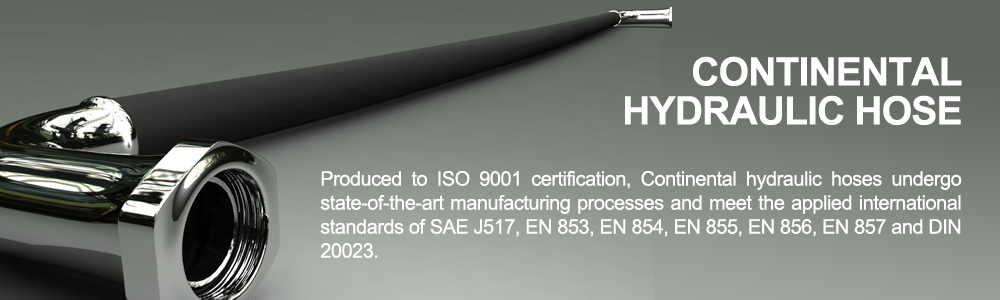 CONTINENTAL
HYDRAULIC HOSE
Produced to ISO 9001 certification, Continental hydraulic hoses undergo
state-of-the-art manufacturing processes and meet the applied international
standards of SAE J517, EN 853, EN 854, EN 855, EN 856, EN 857 and DIN
20023.